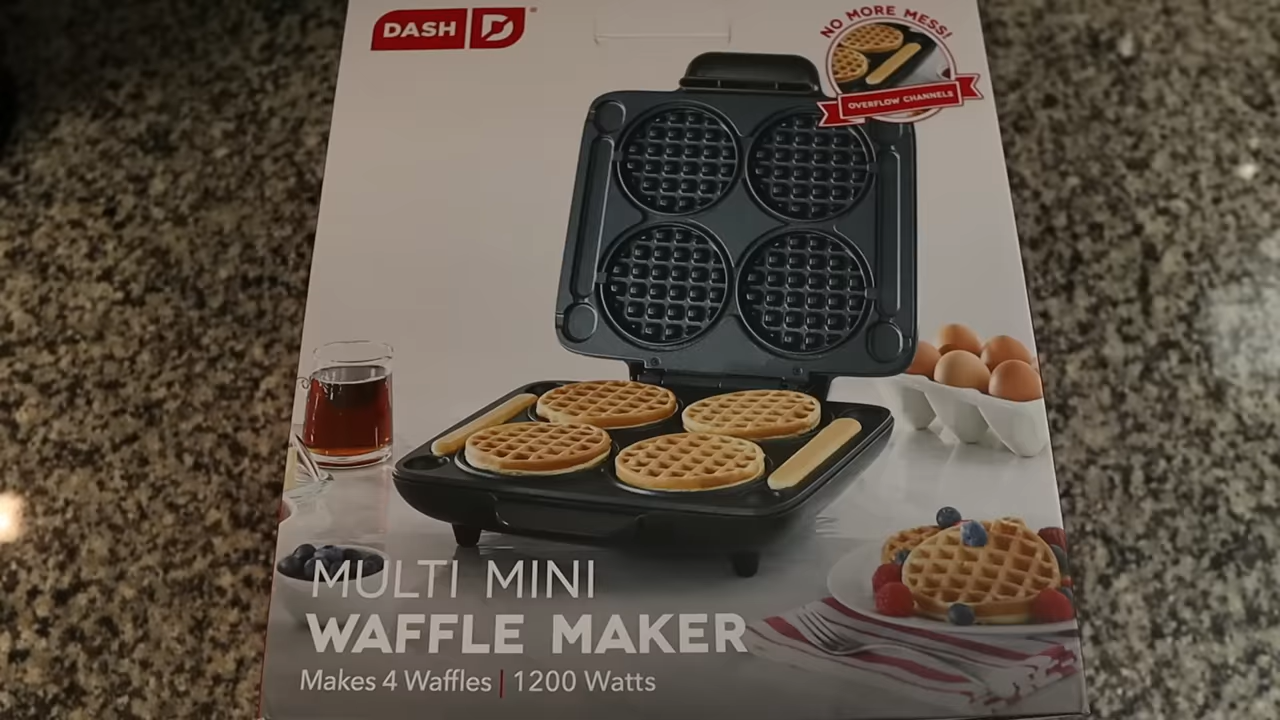 DASH D
NO MORE MESS!
OVERFLOW CHANNELS
MULTI MINI
WAFFLE MAKER
Makes 4 Waffles | 1200 Watts